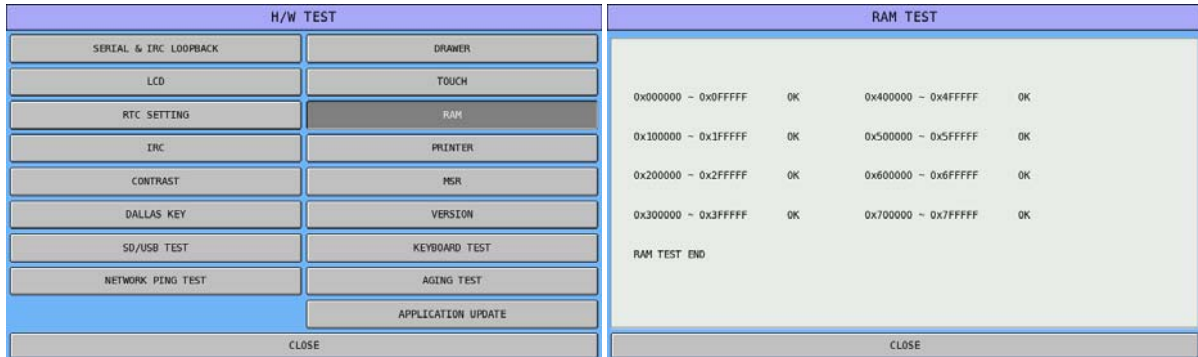 H/W TEST
SERIAL & IRC LOOPBACK
DRAWER
LCD
TOUCH
RTC SETTING
RAM
IRC
PRINTER
CONTRAST
MSR
DALLAS KEY
VERSION
SD/USB TEST
KEYBOARD TEST
NETWORK PING TEST
AGING TEST
APPLICATION UPDATE
CLOSE
RAM TEST
0x000000 ~ 0x0FFFFF OK 0x400000 ~ 0x4FFFFF OK
0x100000 ~ 0x1FFFFF OK 0x500000 ~ 0x5FFFFF OK
0x200000 ~ 0x2FFFFF OK 0x600000 ~ 0x6FFFFF OK
0x300000 ~ 0x3FFFFF OK 0x700000 ~ 0x7FFFFF OK
RAM TEST END
CLOSE